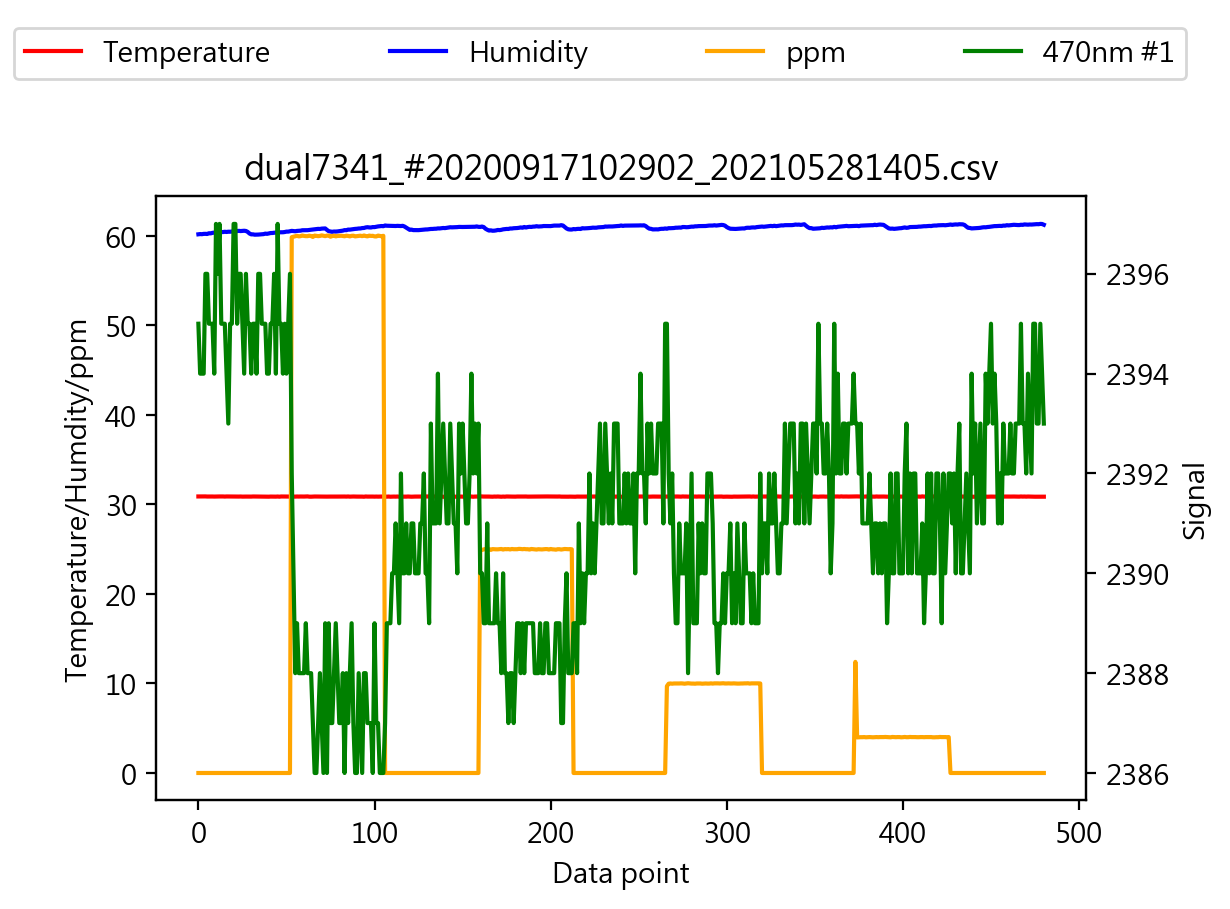 Temperature Humidity ppm 470nm #1
dual7341_#20200917102902_202105281405.csv
Temperature/Humdity/ppm
60
50
40
30
20
10
0
2396
2394
2392
2390
2388
2386
Signal
0 100 200 300 400 500
Data point